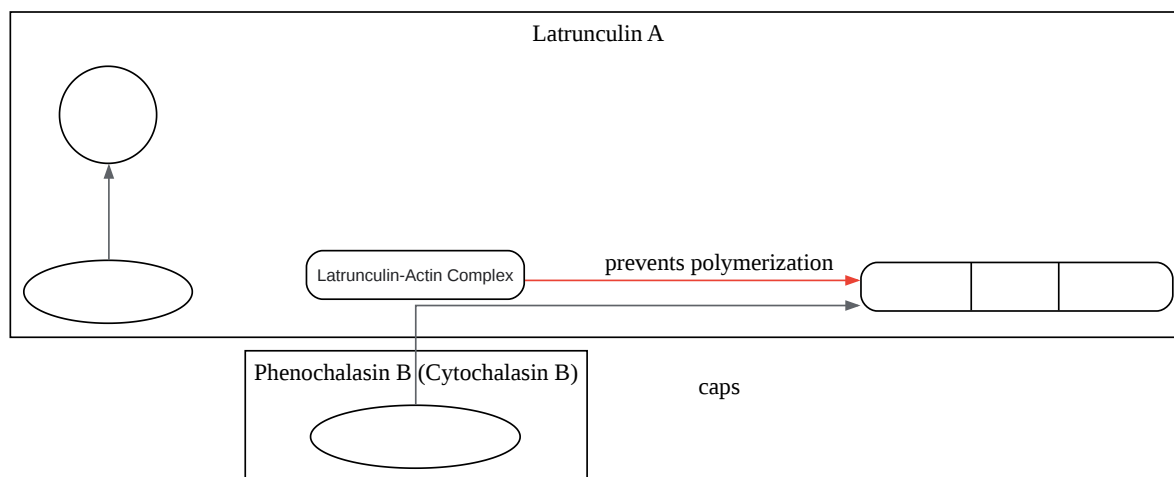 Latrunculin A
Latrunculin-Actin Complex
prevents polymerization
Phenochalasin B (Cytochalasin B)
caps